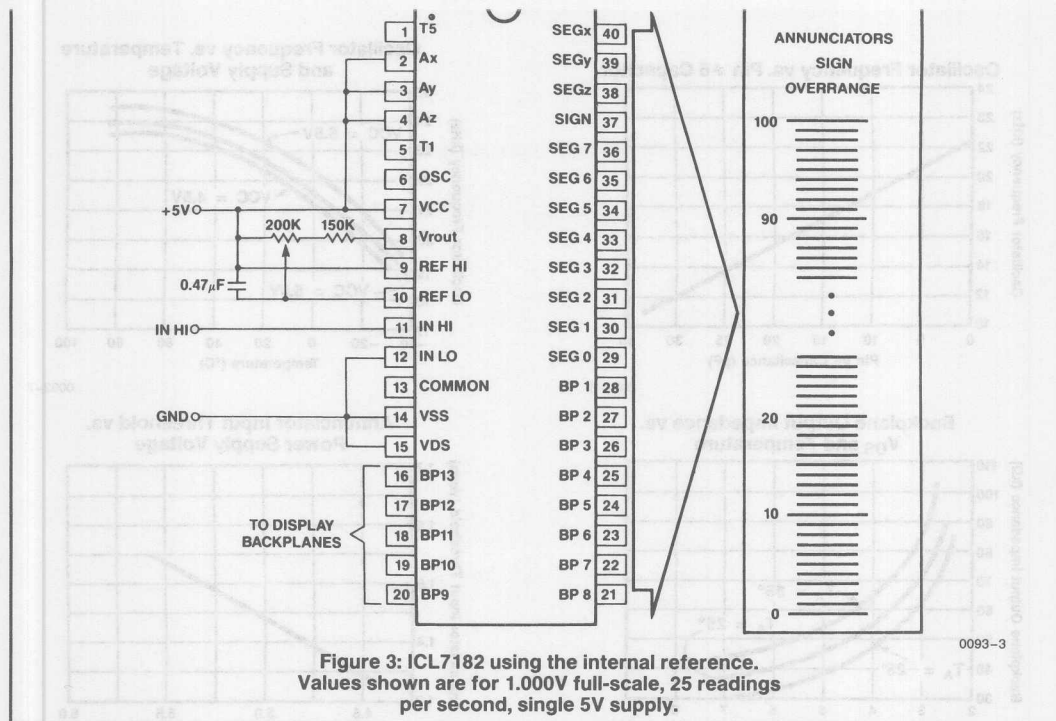 1 T5
2 Ax
3 Ay
4 Az
5 T1
6 OSC
7 VCC
8 Vrout
9 REF HI
10 REF LO
11 IN HI
12 IN LO
13 COMMON
14 VSS
15 VDS
16 BP13
17 BP12
18 BP11
19 BP10
20 BP9
+5V
200K 150K
0.47μF
IN HI
GND
TO DISPLAY
BACKPLANES
SEGx 40
SEGy 39
SEGz 38
SIGN 37
SEG 7 36
SEG 6 35
SEG 5 34
SEG 4 33
SEG 3 32
SEG 2 31
SEG 1 30
SEG 0 29
BP 1 28
BP 2 27
BP 3 26
BP 4 25
BP 5 24
BP 6 23
BP 7 22
BP 8 21
ANNUNCIATORS
SIGN
OVERRANGE
100
90
20
10
0
0093–3
Figure 3: ICL7182 using the internal reference.
Values shown are for 1.000V full-scale, 25 readings
per second, single 5V supply.